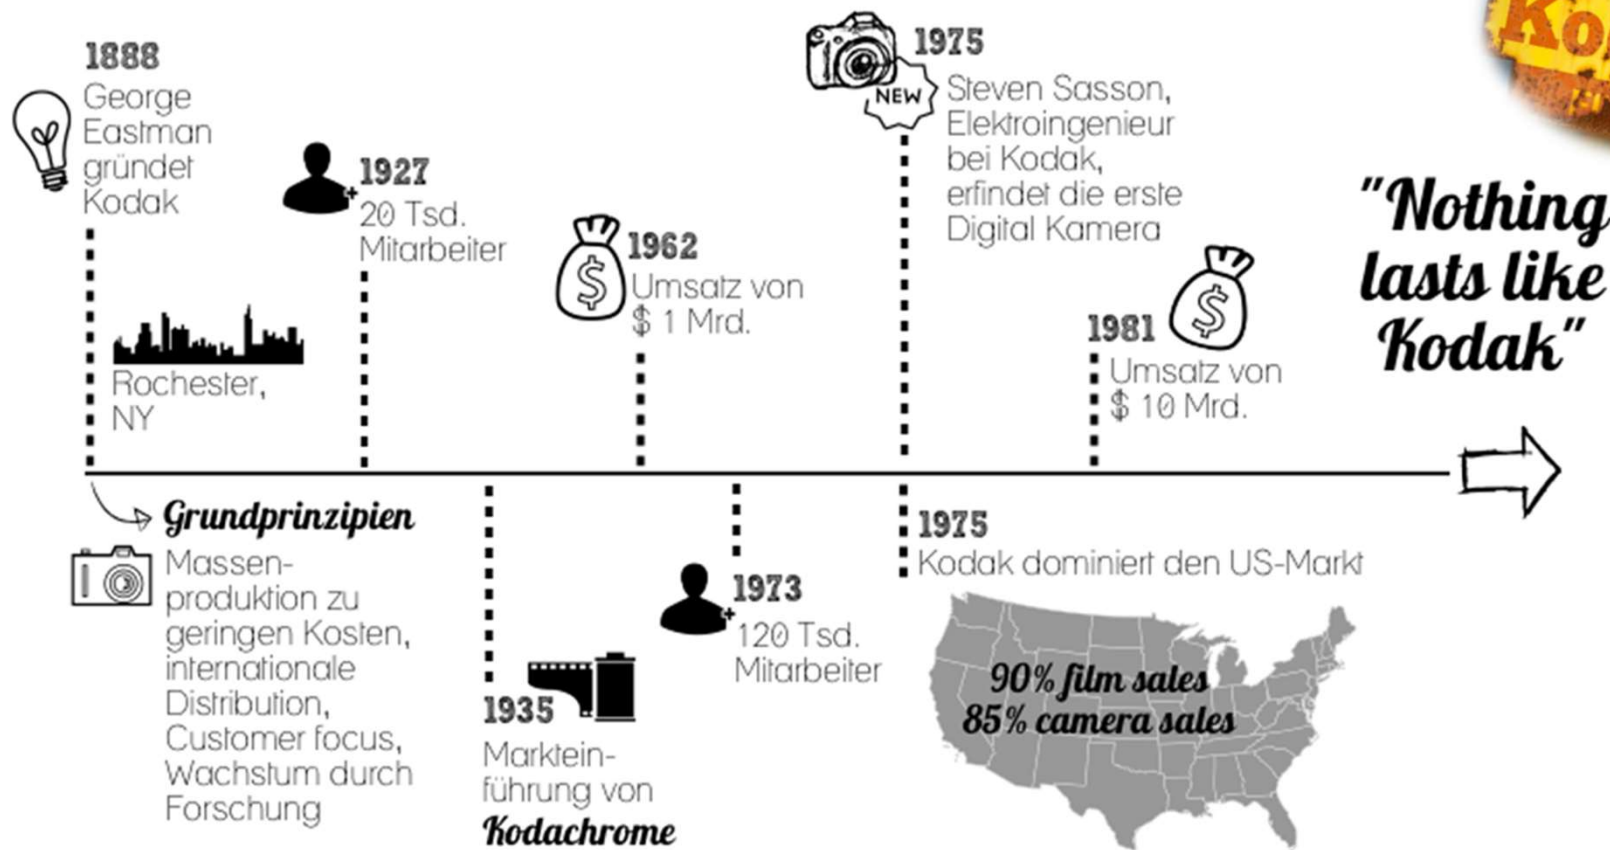 1888
George
Eastman
gründet
Kodak
Rochester,
NY
1927
20 Tsd.
Mitarbeiter
1962
Umsatz von
$ 1 Mrd.
NEW
1975
Steven Sasson,
Elektroingenieur
bei Kodak,
erfindet die erste
Digital Kamera
1981
Umsatz von
$ 10 Mrd.
Ko
"Nothing
lasts like
Kodak"
Grundprinzipien
Massen-
produktion zu
geringen Kosten,
internationale
Distribution,
Customer focus,
Wachstum durch
Forschung
1935
Marktein-
führung von
Kodachrome
1973
120 Tsd.
Mitarbeiter
1975
Kodak dominiert den US-Markt
90% film sales
85% camera sales